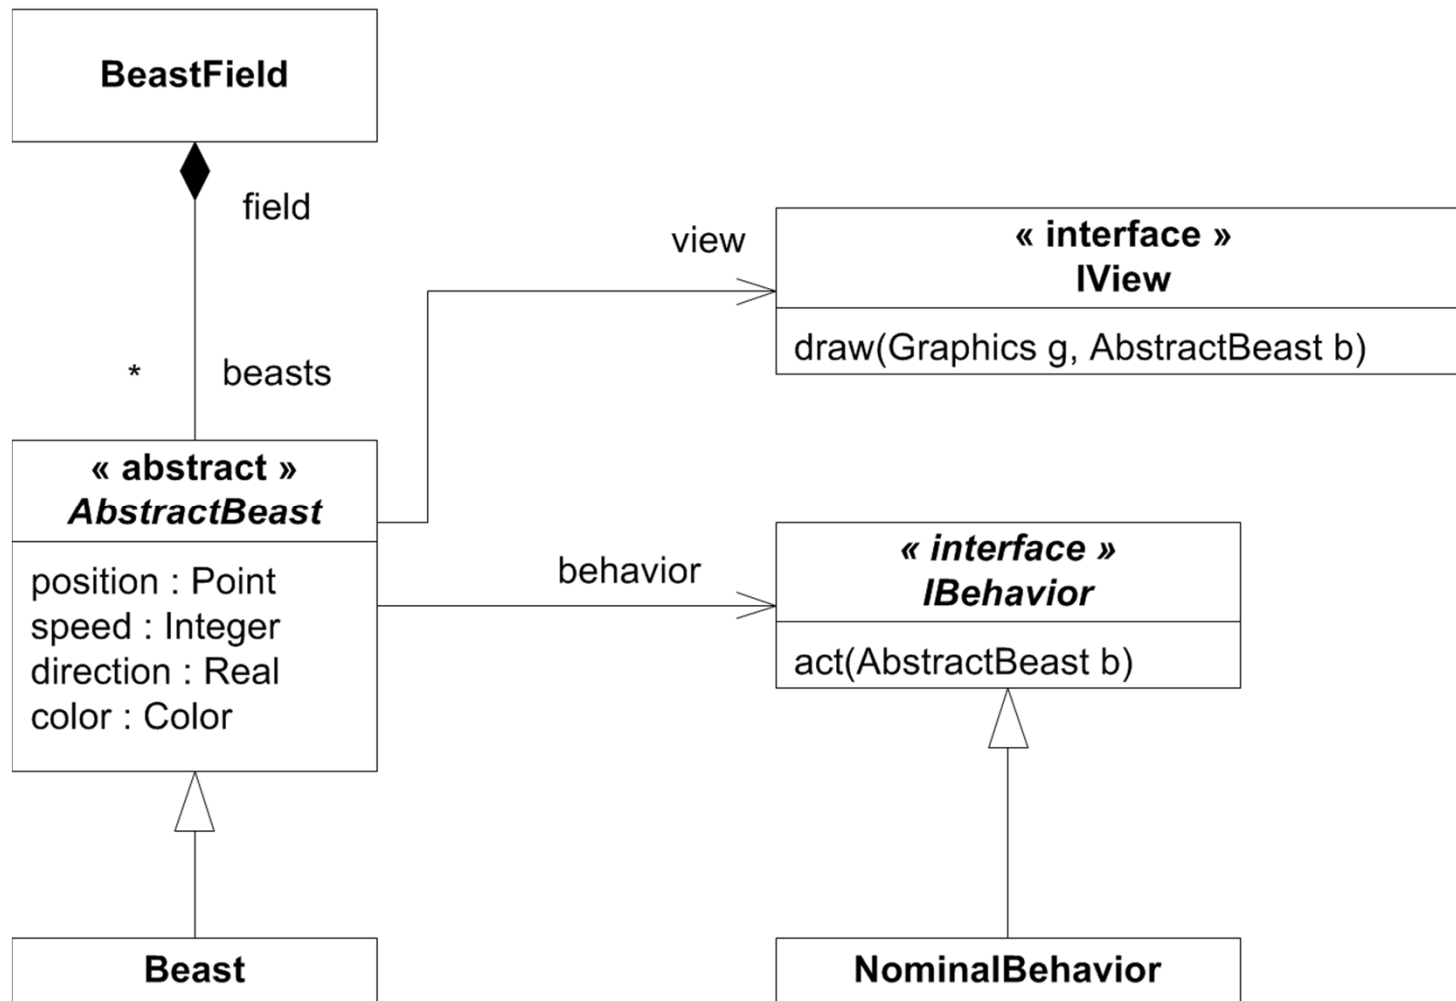 BeastField
field
view
« interface »
IView
draw(Graphics g, AbstractBeast b)
*
beasts
« abstract »
AbstractBeast
position : Point
speed : Integer
direction : Real
color : Color
behavior
« interface »
IBehavior
act(AbstractBeast b)
Beast
NominalBehavior